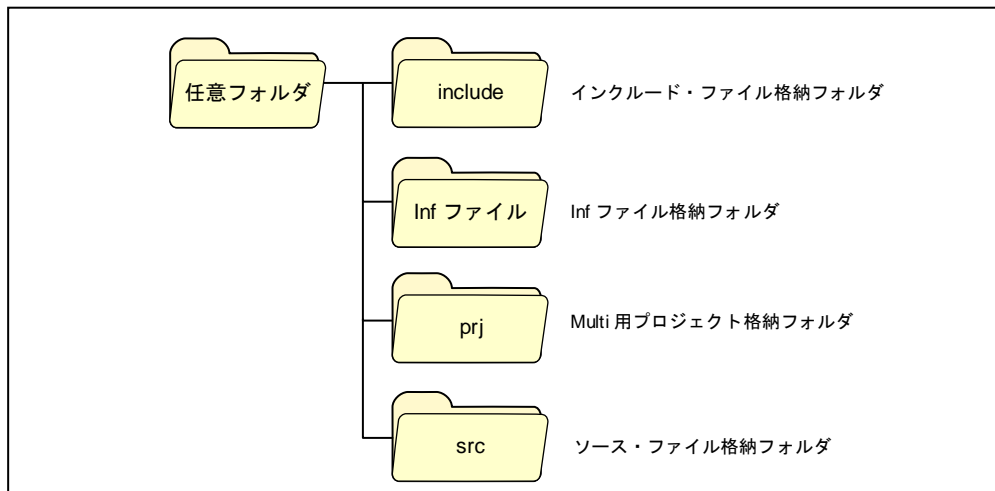 任意フォルダ
include
インクルード・ファイル格納フォルダ
Inf ファイル
Inf ファイル格納フォルダ
prj
Multi 用プロジェクト格納フォルダ
src
ソース・ファイル格納フォルダ